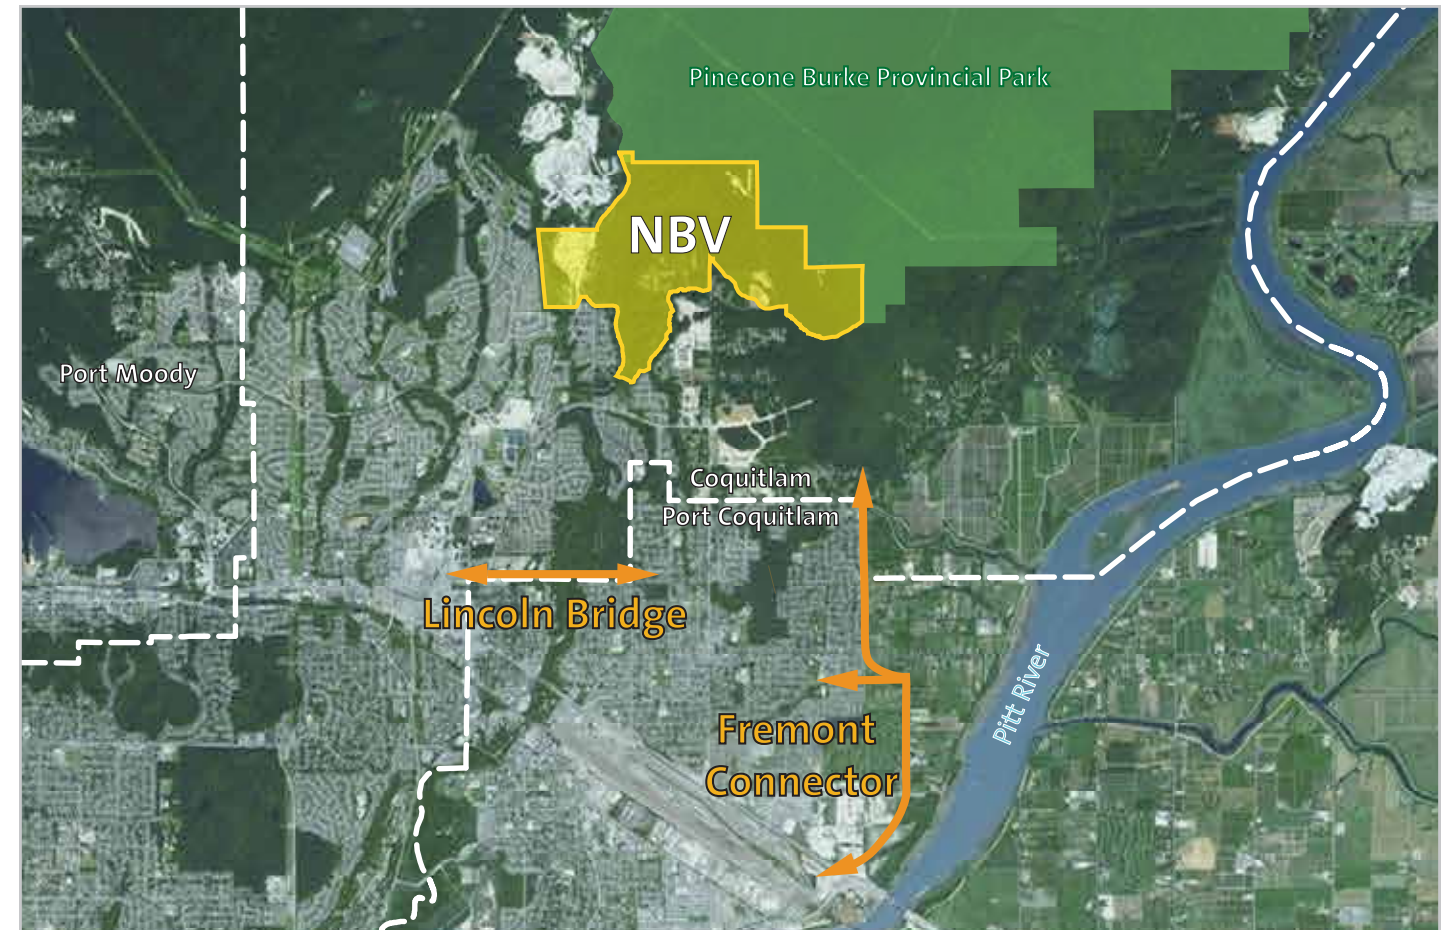 Pinecone Burke Provincial Park
NBV
Port Moody
Coquitlam
Port Coquitlam
Lincoln Bridge
Pitt River
Fremont
Connector